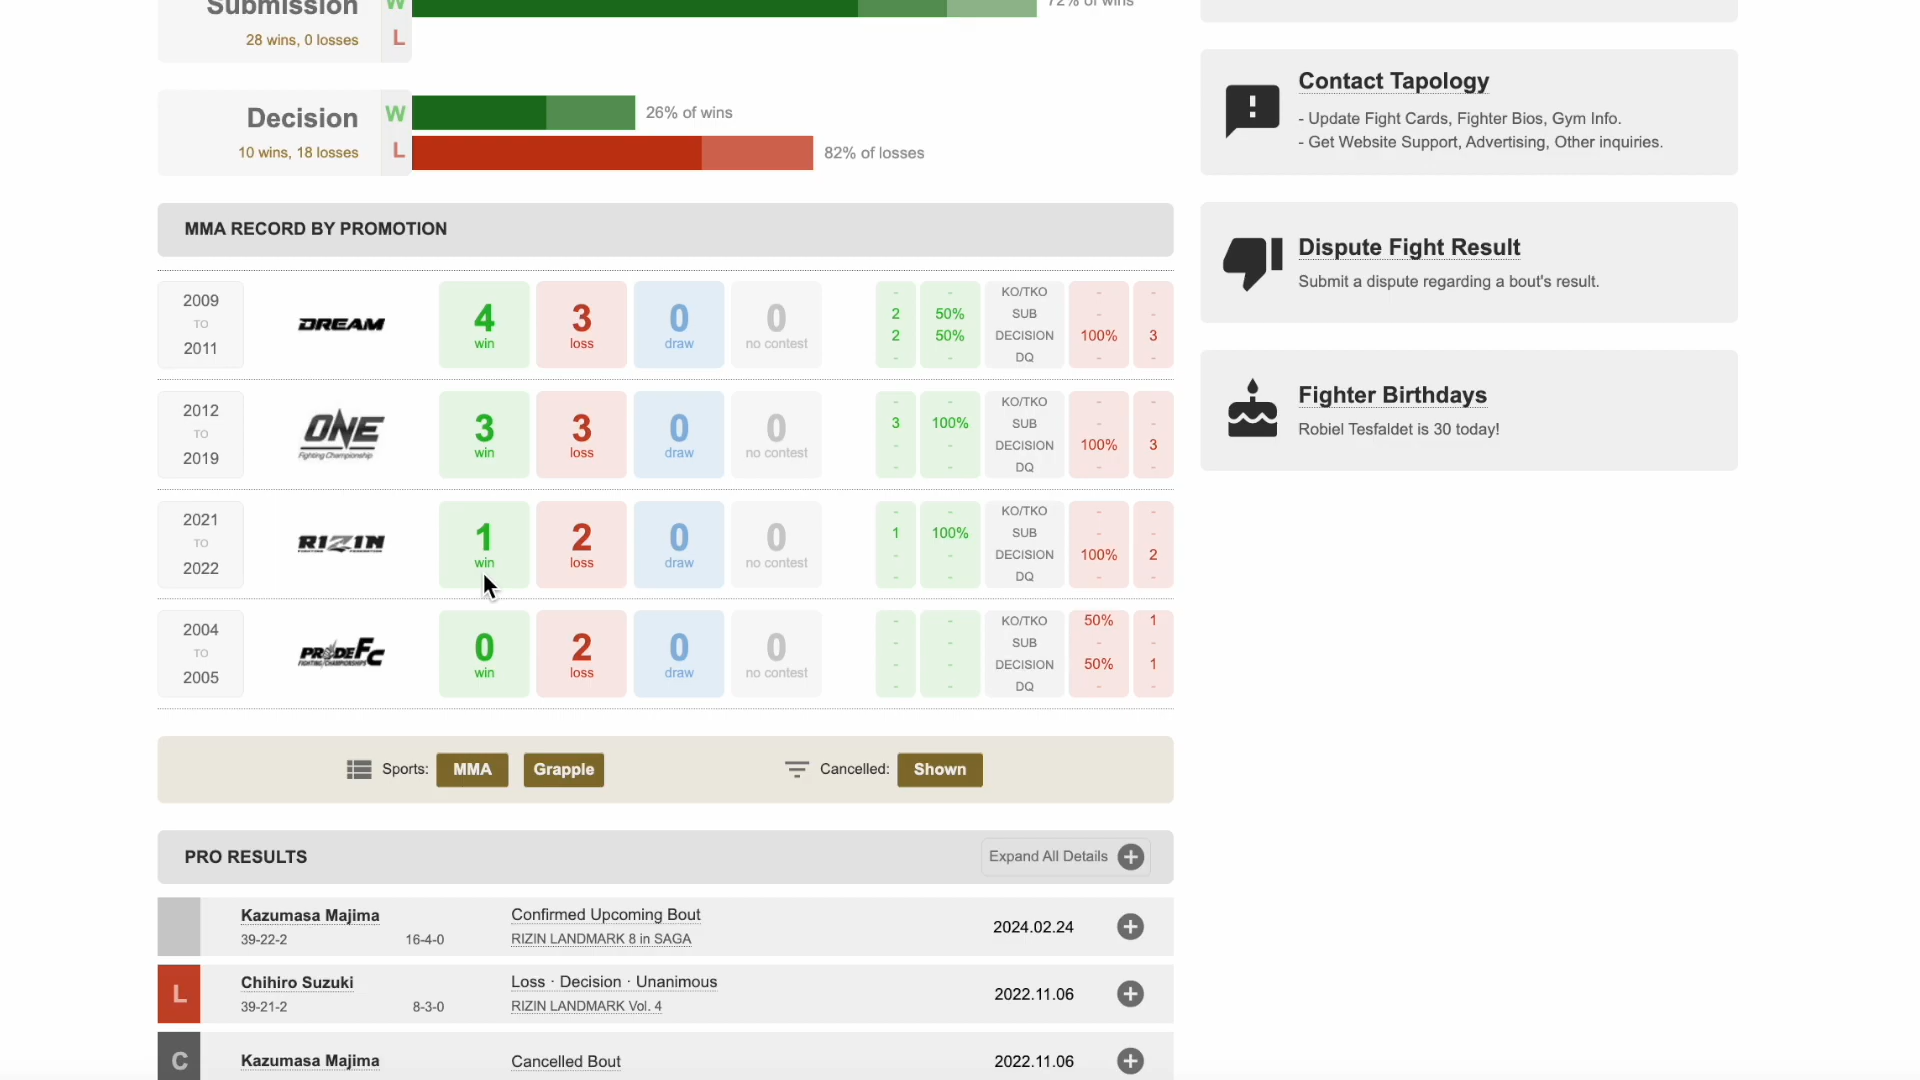 Submission W 72% of wins
28 wins, 0 losses L
Decision W 26% of wins
10 wins, 18 losses L 82% of losses
MMA RECORD BY PROMOTION
2009 TO 2011 DREAM 4 win 3 loss 0 draw 0 no contest
- - KO/TKO - -
2 50% SUB - -
2 50% DECISION 100% 3
- - DQ - -
2012 TO 2019 ONE Fighting Championship 3 win 3 loss 0 draw 0 no contest
- - KO/TKO - -
3 100% SUB - -
- - DECISION 100% 3
- - DQ - -
2021 TO 2022 RIZIN FIGHTING FEDERATION 1 win 2 loss 0 draw 0 no contest
- - KO/TKO - -
1 100% SUB - -
- - DECISION 100% 2
- - DQ - -
2004 TO 2005 PRIDE FC FIGHTING CHAMPIONSHIPS 0 win 2 loss 0 draw 0 no contest
- - KO/TKO 50% 1
- - SUB - -
- - DECISION 50% 1
- - DQ - -
Sports: MMA Grapple Cancelled: Shown
PRO RESULTS Expand All Details
Kazumasa Majima Confirmed Upcoming Bout 2024.02.24
39-22-2 16-4-0 RIZIN LANDMARK 8 in SAGA
L Chihiro Suzuki Loss · Decision · Unanimous 2022.11.06
39-21-2 8-3-0 RIZIN LANDMARK Vol. 4
C Kazumasa Majima Cancelled Bout 2022.11.06
Contact Tapology
- Update Fight Cards, Fighter Bios, Gym Info.
- Get Website Support, Advertising, Other inquiries.
Dispute Fight Result
Submit a dispute regarding a bout's result.
Fighter Birthdays
Robiel Tesfaldet is 30 today!